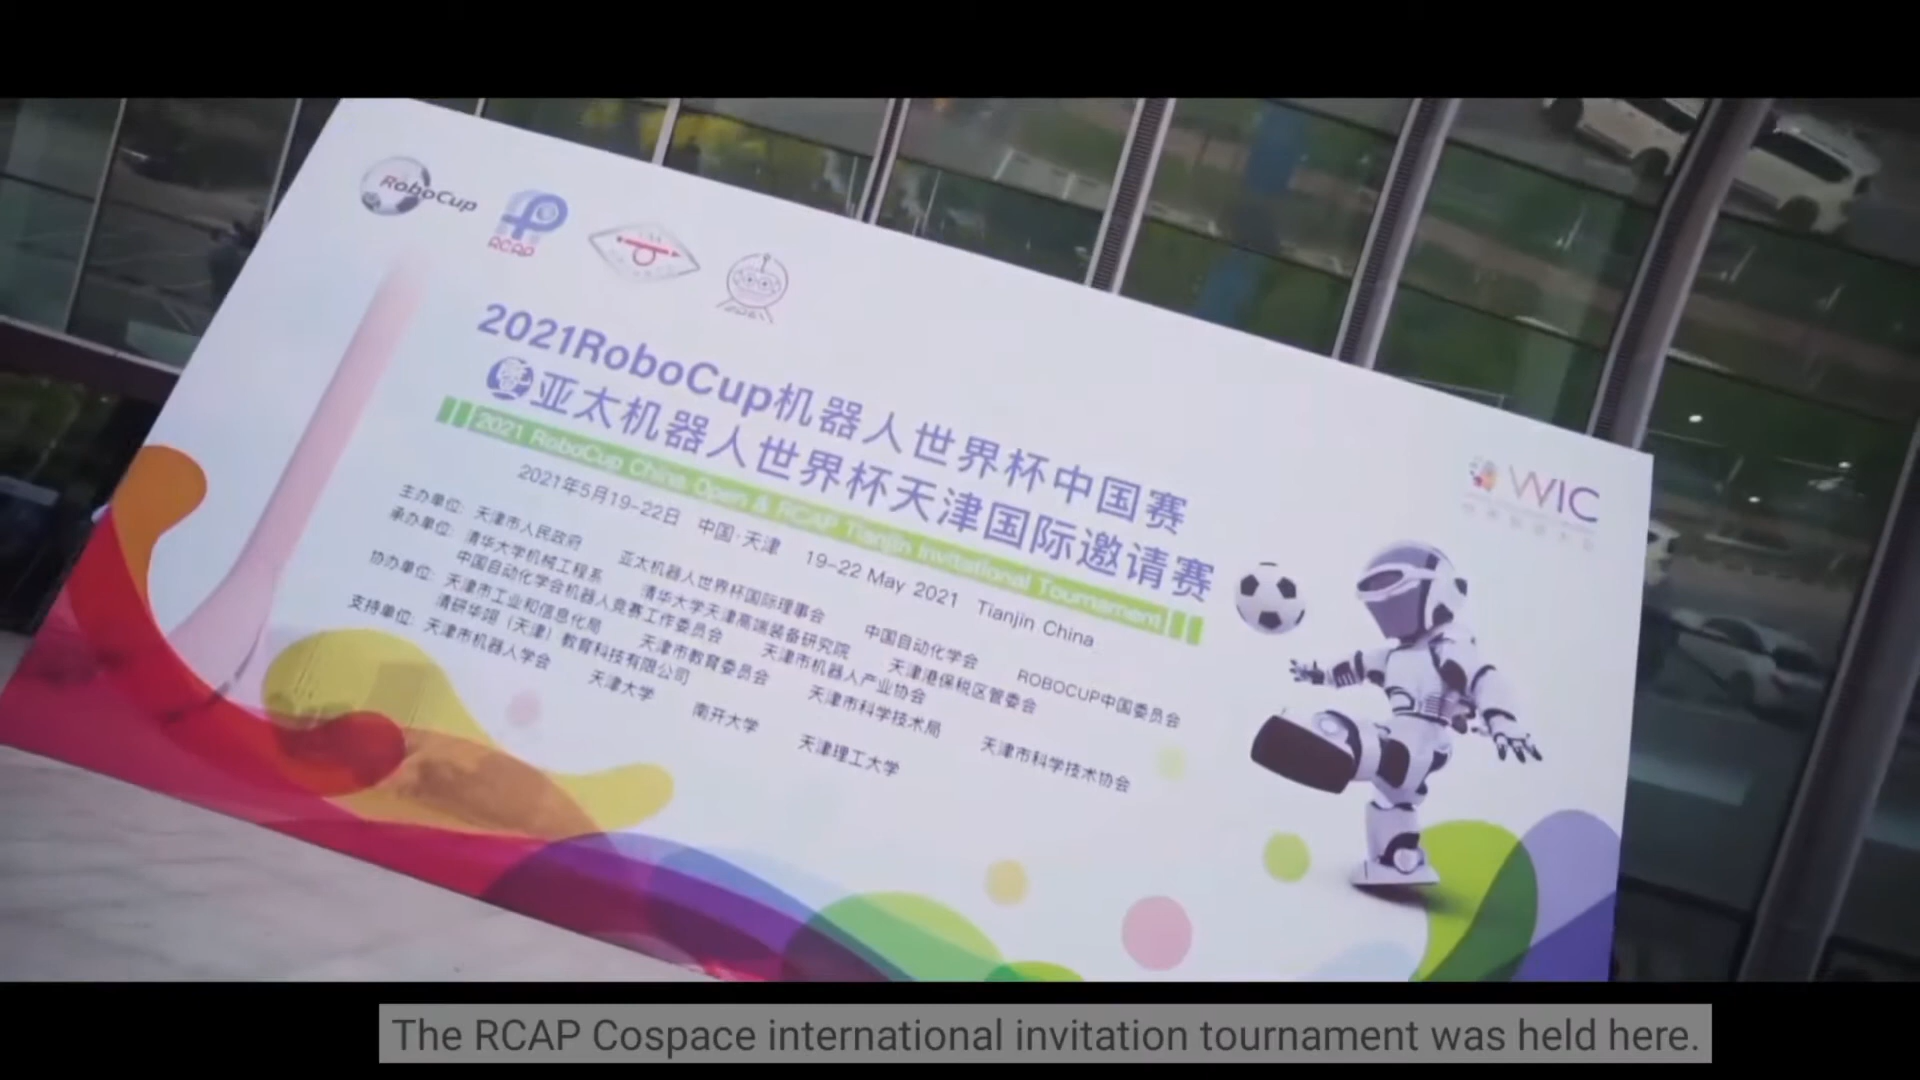 RoboCup
RCAP
2021RoboCup机器人世界杯中国赛
暨亚太机器人世界杯天津国际邀请赛
2021 RoboCup China Open & RCAP Tianjin Invitational Tournament
2021年5月19-22日 中国·天津 19-22 May 2021 Tianjin China
主办单位: 天津市人民政府 亚太机器人世界杯国际理事会 中国自动化学会 ROBOCUP中国委员会
承办单位: 清华大学机械工程系 清华大学天津高端装备研究院 天津港保税区管委会
中国自动化学会机器人竞赛工作委员会 天津市机器人产业协会
协办单位: 天津市工业和信息化局 天津市教育委员会 天津市科学技术局 天津市科学技术协会
清研华翊(天津)教育科技有限公司
支持单位: 天津市机器人学会 天津大学 南开大学 天津理工大学
WIC
The RCAP Cospace international invitation tournament was held here.